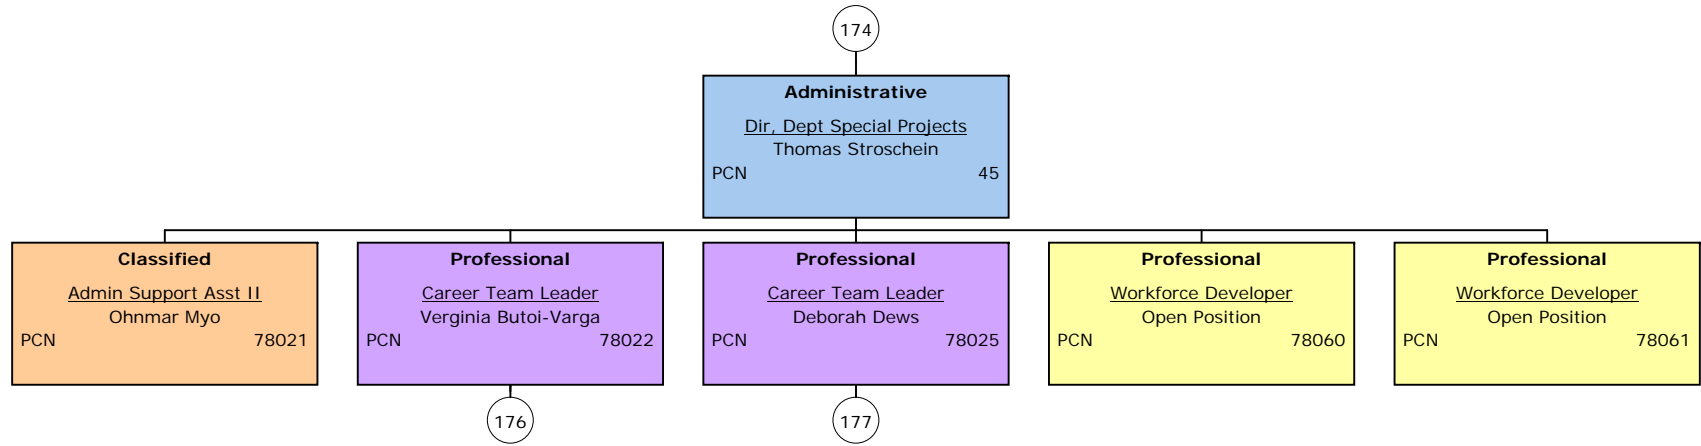 174
Administrative
Dir, Dept Special Projects
Thomas Stroschein
PCN 45
Classified
Admin Support Asst II
Ohnmar Myo
PCN 78021
Professional
Career Team Leader
Verginia Butoi-Varga
PCN 78022
Professional
Career Team Leader
Deborah Dews
PCN 78025
Professional
Workforce Developer
Open Position
PCN 78060
Professional
Workforce Developer
Open Position
PCN 78061
176
177